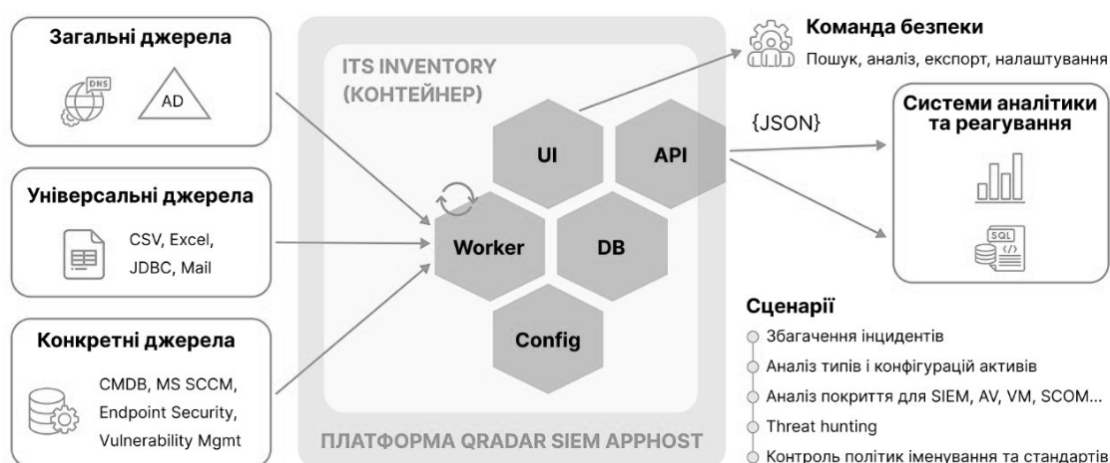 Загальні джерела
DNS
AD
Універсальні джерела
CSV, Excel,
JDBC, Mail
Конкретні джерела
CMDB, MS SCCM,
Endpoint Security,
Vulnerability Mgmt
ITS INVENTORY
(КОНТЕЙНЕР)
UI
API
Worker
DB
Config
ПЛАТФОРМА QRADAR SIEM APPHOST
Команда безпеки
Пошук, аналіз, експорт, налаштування
{JSON}
Системи аналітики
та реагування
SQL
</>
Сценарії
Збагачення інцидентів
Аналіз типів і конфігурацій активів
Аналіз покриття для SIEM, AV, VM, SCOM...
Threat hunting
Контроль політик іменування та стандартів